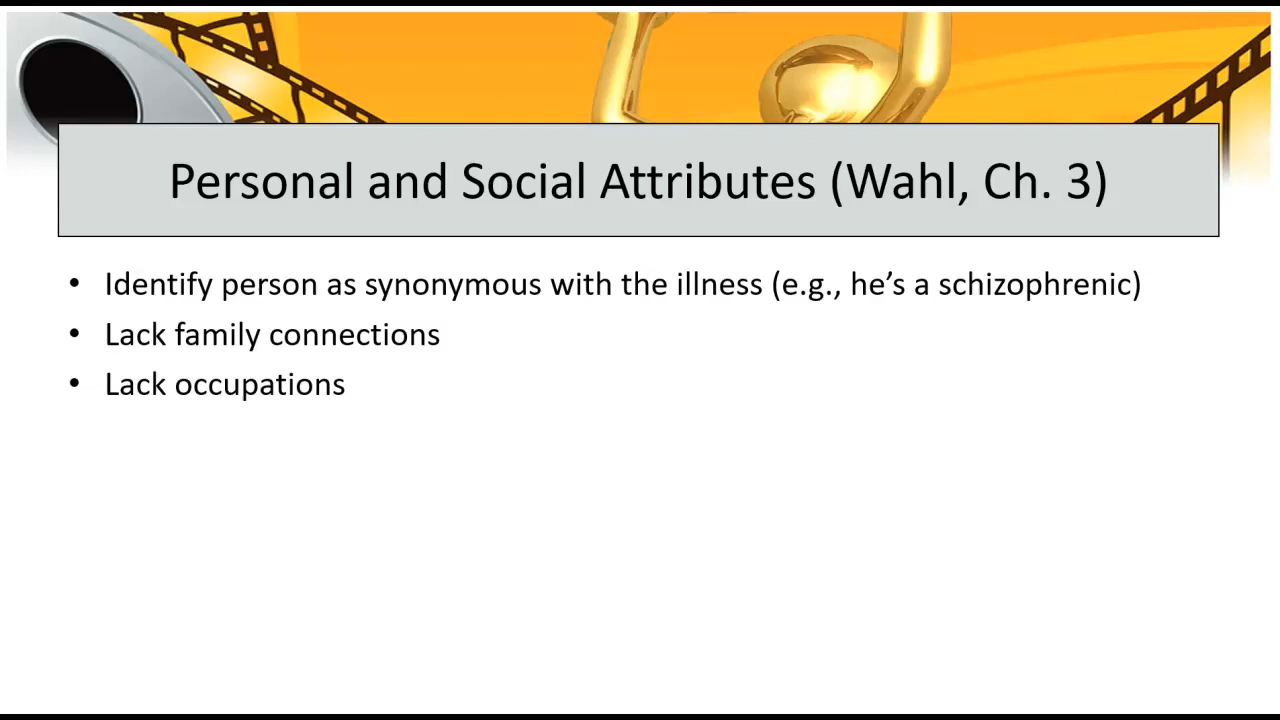 Personal and Social Attributes (Wahl, Ch. 3)
• Identify person as synonymous with the illness (e.g., he’s a schizophrenic)
• Lack family connections
• Lack occupations